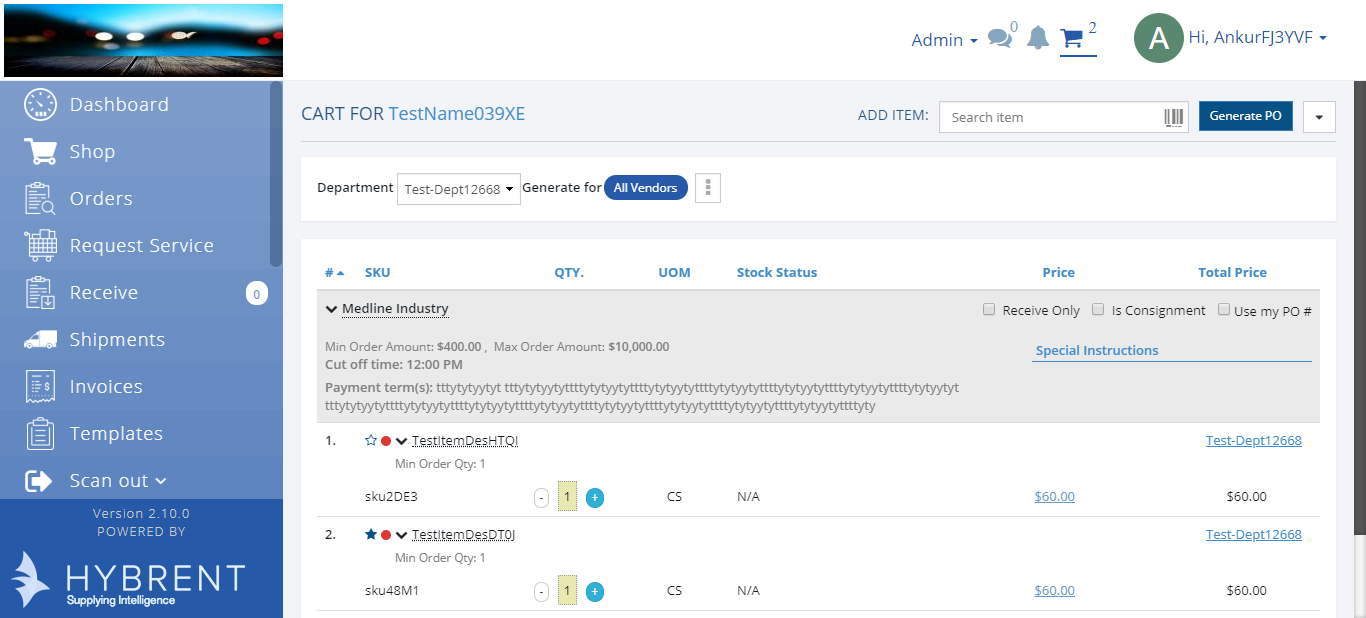 Admin
0
2
A
Hi, AnkurFJ3YVF
Dashboard
Shop
Orders
Request Service
Receive
0
Shipments
Invoices
Templates
Scan out
Version 2.10.0
POWERED BY
HYBRENT
Supplying Intelligence
CART FOR TestName039XE
ADD ITEM:
Search item
Generate PO
Department
Test-Dept12668
Generate for
All Vendors
# SKU QTY. UOM Stock Status Price Total Price
Medline Industry
Receive Only
Is Consignment
Use my PO #
Min Order Amount: $400.00 , Max Order Amount: $10,000.00
Special Instructions
Cut off time: 12:00 PM
1. TestItemDesHTQI Test-Dept12668
Min Order Qty: 1
sku2DE3 - 1 + CS N/A $60.00 $60.00
2. TestItemDesDT0J Test-Dept12668
Min Order Qty: 1
sku48M1 - 1 + CS N/A $60.00 $60.00